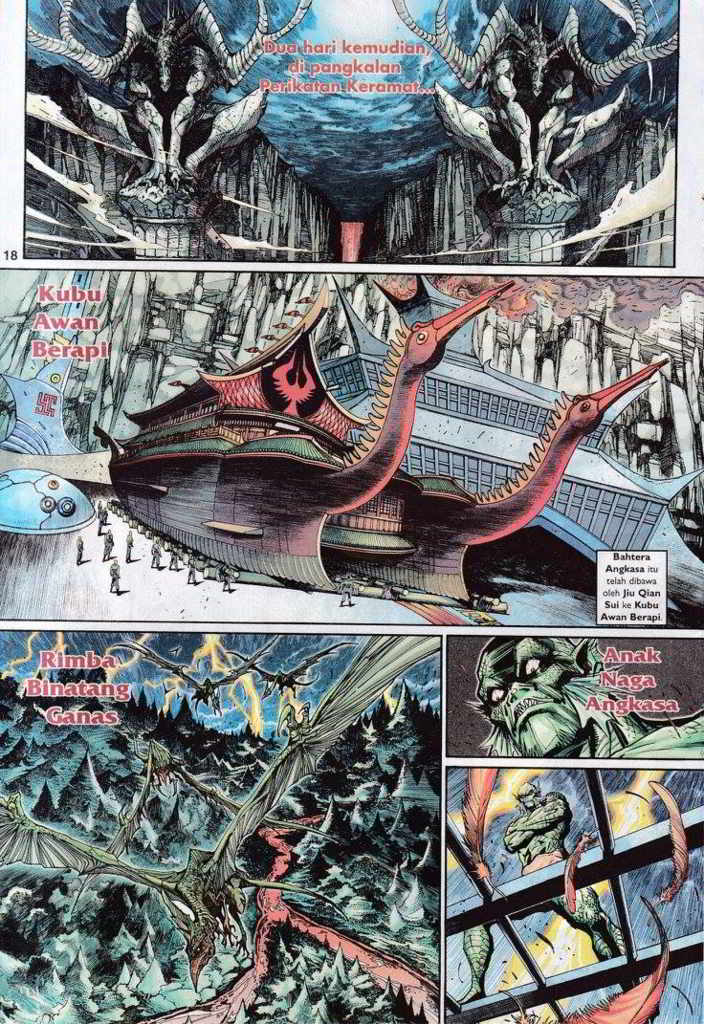 Dua hari kemudian,
di pangkalan
Perikatan Keramat...
18
Kubu
Awan
Berapi
Bahtera
Angkasa itu
telah dibawa
oleh Jiu Qian
Sui ke Kubu
Awan Berapi.
Rimba
Binatang
Ganas
Anak
Naga
Angkasa